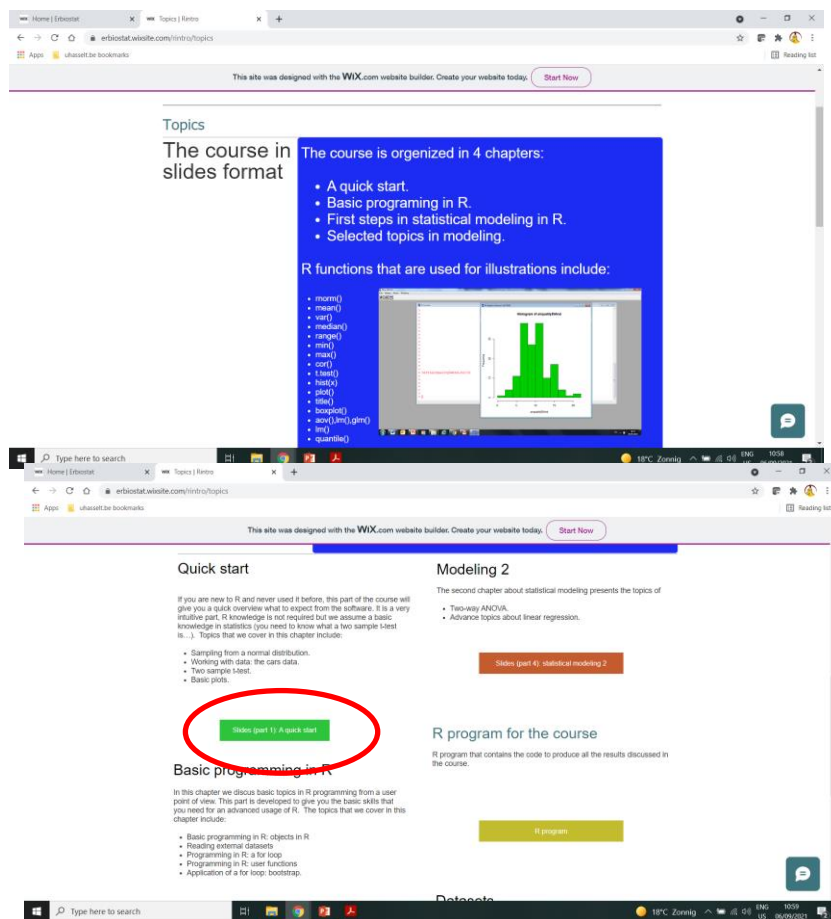 Home | Erbiostat
Topics | Rintro
erbiostat.wixsite.com/rintro/topics
Apps
uhasselt.be bookmarks
Reading list
This site was designed with the WiX.com website builder. Create your website today.
Start Now
Topics
The course in
slides format
The course is orgenized in 4 chapters:
• A quick start.
• Basic programing in R.
• First steps in statistical modeling in R.
• Selected topics in modeling.
R functions that are used for illustrations include:
• rnorm()
• mean()
• var()
• median()
• range()
• min()
• max()
• cor()
• t.test()
• hist(x)
• plot()
• title()
• boxplot()
• aov(),lm(),glm()
• lm()
• quantile()
Type here to search
18°C Zonnig
ENG
10:58
Home | Erbiostat
Topics | Rintro
erbiostat.wixsite.com/rintro/topics
Apps
uhasselt.be bookmarks
Reading list
This site was designed with the WiX.com website builder. Create your website today.
Start Now
Quick start
If you are new to R and never used it before, this part of the course will
give you a quick overview what to expect from the software. It is a very
intuitive part, R knowledge is not required but we assume a basic
knowledge in statistics (you need to know what a two sample t-test
is…). Topics that we cover in this chapter include:
• Sampling from a normal distribution.
• Working with data: the cars data.
• Two sample t-test.
• Basic plots.
Slides (part 1): A quick start
Basic programming in R
In this chapter we discus basic topics in R programming from a user
point of view. This part is developed to give you the basic skills that
you need for an advanced usage of R. The topics that we cover in this
chapter include:
• Basic programming in R: objects in R
• Reading external datasets
• Programming in R: a for loop
• Programming in R: user functions
• Application of a for loop: bootstrap.
Modeling 2
The second chapter about statistical modeling presents the topics of
• Two-way ANOVA.
• Advance topics about linear regression.
Slides (part 4): statistical modeling 2
R program for the course
R program that contains the code to produce all the results discussed in
the course.
R program
Datasets
Type here to search
18°C Zonnig
ENG
US
10:59
06/09/2021